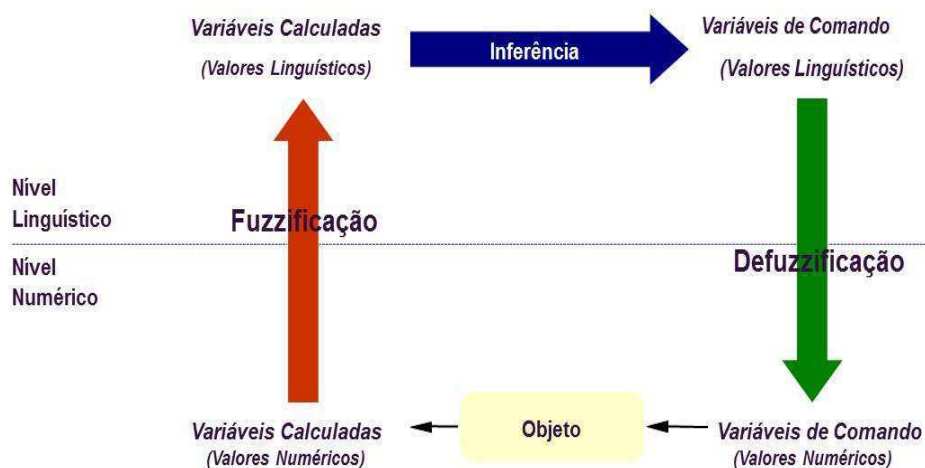 Variáveis Calculadas
(Valores Linguísticos)
Inferência
Variáveis de Comando
(Valores Linguísticos)
Nível
Linguístico
Fuzzificação
Nível
Numérico
Defuzzificação
Variáveis Calculadas
(Valores Numéricos)
Objeto
Variáveis de Comando
(Valores Numéricos)